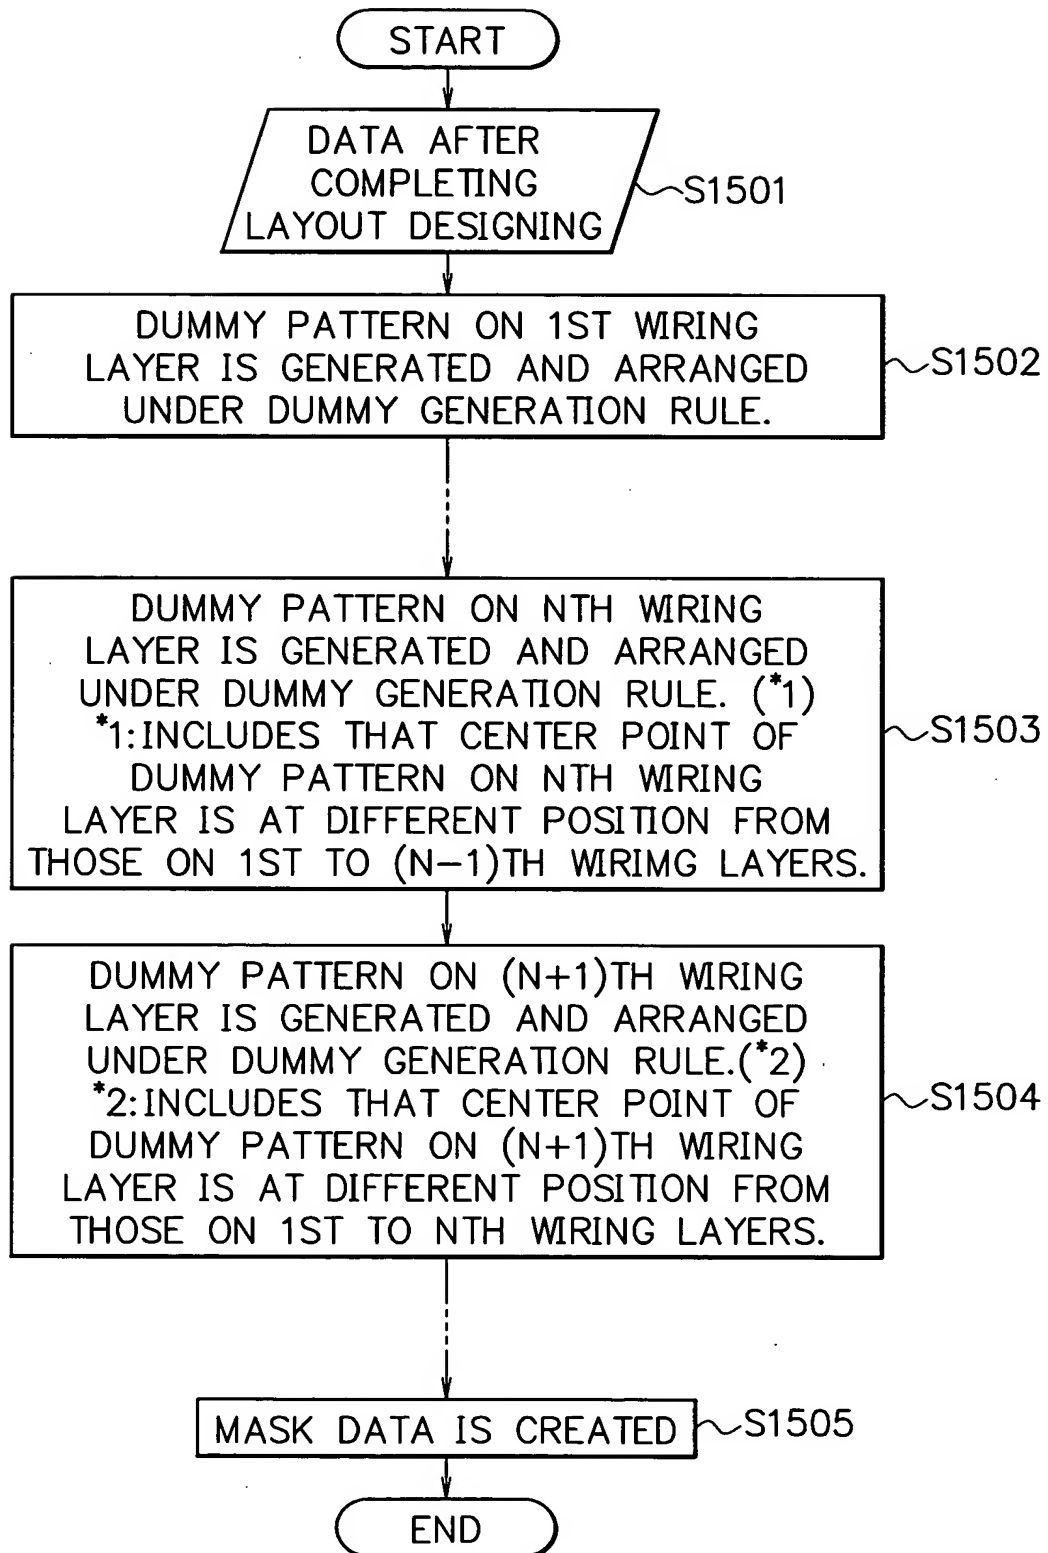 START
DATA AFTER
COMPLETING
LAYOUT DESIGNING
S1501
DUMMY PATTERN ON 1ST WIRING
LAYER IS GENERATED AND ARRANGED
UNDER DUMMY GENERATION RULE.
S1502
DUMMY PATTERN ON NTH WIRING
LAYER IS GENERATED AND ARRANGED
UNDER DUMMY GENERATION RULE. (*1)
*1:INCLUDES THAT CENTER POINT OF
DUMMY PATTERN ON NTH WIRING
LAYER IS AT DIFFERENT POSITION FROM
THOSE ON 1ST TO (N-1)TH WIRIMG LAYERS.
S1503
DUMMY PATTERN ON (N+1)TH WIRING
LAYER IS GENERATED AND ARRANGED
UNDER DUMMY GENERATION RULE.(*2)
*2:INCLUDES THAT CENTER POINT OF
DUMMY PATTERN ON (N+1)TH WIRING
LAYER IS AT DIFFERENT POSITION FROM
THOSE ON 1ST TO NTH WIRING LAYERS.
S1504
MASK DATA IS CREATED
S1505
END